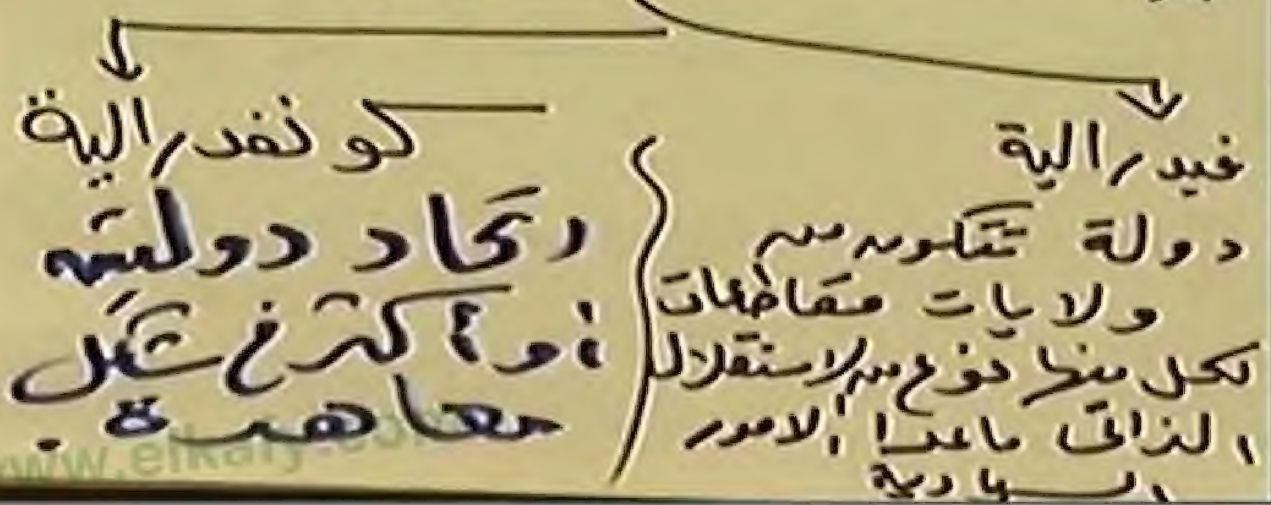 فيدرالية
دولة تتكون من
ولايات مقاطعات
لكل منها نوع من الاستقلال
الذاتي ماعدا الامور
السيادية
كونفدرالية
اتحاد دولتين
أو أكثر في شكل
معاهدة.